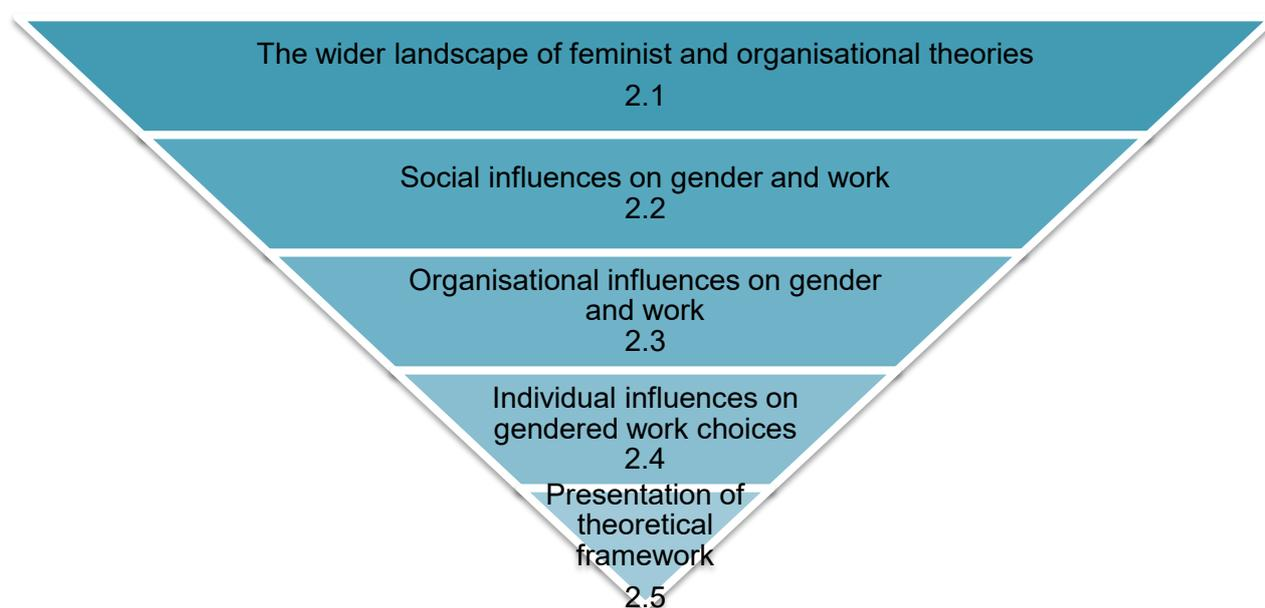 The wider landscape of feminist and organisational theories
2.1
Social influences on gender and work
2.2
Organisational influences on gender
and work
2.3
Individual influences on
gendered work choices
2.4
Presentation of
theoretical
framework
2.5